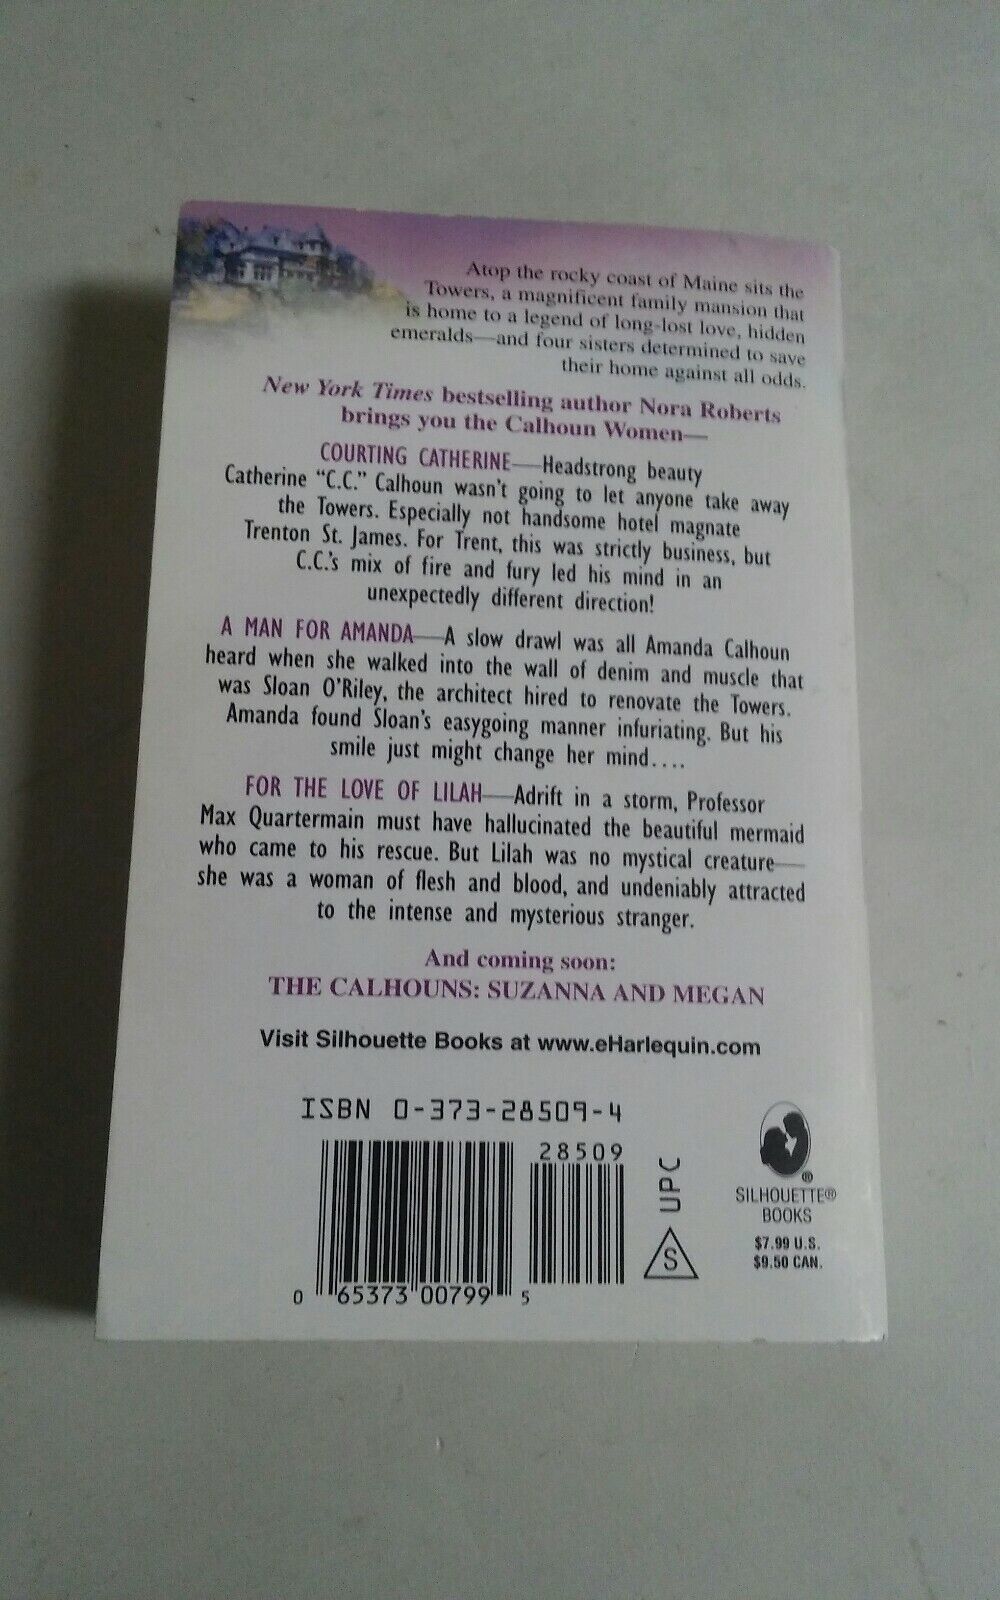 Atop the rocky coast of Maine sits the
Towers, a magnificent family mansion that
is home to a legend of long-lost love, hidden
emeralds—and four sisters determined to save
their home against all odds.
New York Times bestselling author Nora Roberts
brings you the Calhoun Women—
COURTING CATHERINE—Headstrong beauty
Catherine "C.C." Calhoun wasn't going to let anyone take away
the Towers. Especially not handsome hotel magnate
Trenton St. James. For Trent, this was strictly business, but
C.C.'s mix of fire and fury led his mind in an
unexpectedly different direction!
A MAN FOR AMANDA—A slow drawl was all Amanda Calhoun
heard when she walked into the wall of denim and muscle that
was Sloan O'Riley, the architect hired to renovate the Towers.
Amanda found Sloan's easygoing manner infuriating. But his
smile just might change her mind....
FOR THE LOVE OF LILAH—Adrift in a storm, Professor
Max Quartermain must have hallucinated the beautiful mermaid
who came to his rescue. But Lilah was no mystical creature—
she was a woman of flesh and blood, and undeniably attracted
to the intense and mysterious stranger.
And coming soon:
THE CALHOUNS: SUZANNA AND MEGAN
Visit Silhouette Books at www.eHarlequin.com
ISBN 0-373-28509-4
28509
0 65373 00799 5
UPC
S
SILHOUETTE®
BOOKS
$7.99 U.S.
$9.50 CAN.